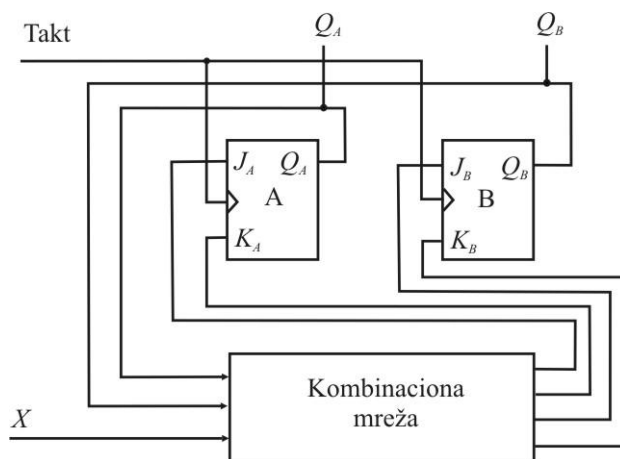 Takt
Q_A
Q_B
J_A Q_A
A
K_A
J_B Q_B
B
K_B
X
Kombinaciona
mreža